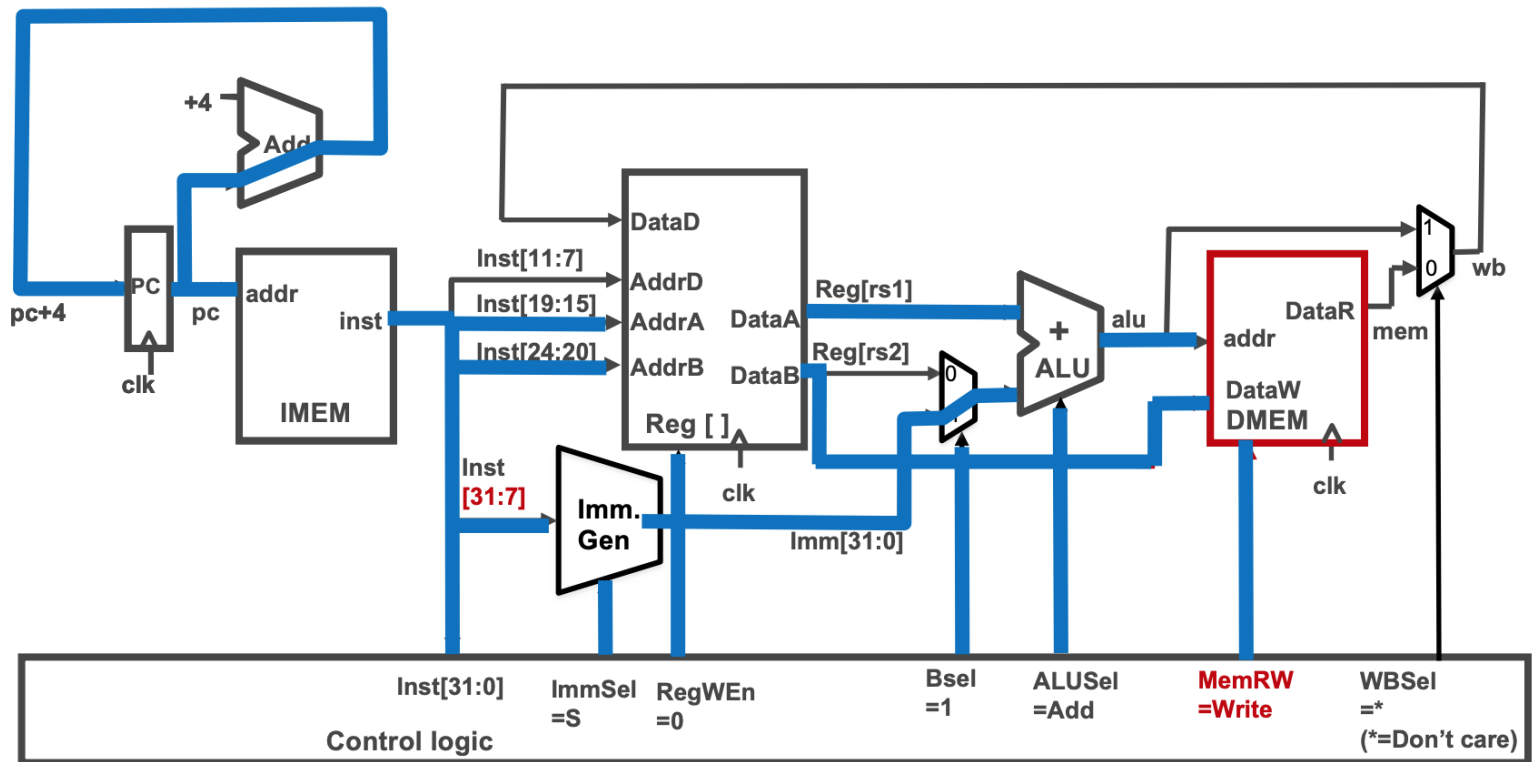 +4
Add
DataD
Inst[11:7]
AddrD
Inst[19:15]
AddrA
Inst[24:20]
AddrB
DataA
DataB
Reg [ ]
clk
PC
pc+4
pc
clk
addr
inst
IMEM
Reg[rs1]
Reg[rs2]
0
1
+
ALU
alu
addr
DataR
DataW
DMEM
clk
mem
1
0
wb
Inst
[31:7]
Imm.
Gen
Imm[31:0]
Inst[31:0]
ImmSel
=S
RegWEn
=0
Bsel
=1
ALUSel
=Add
MemRW
=Write
WBSel
=*
(*=Don't care)
Control logic